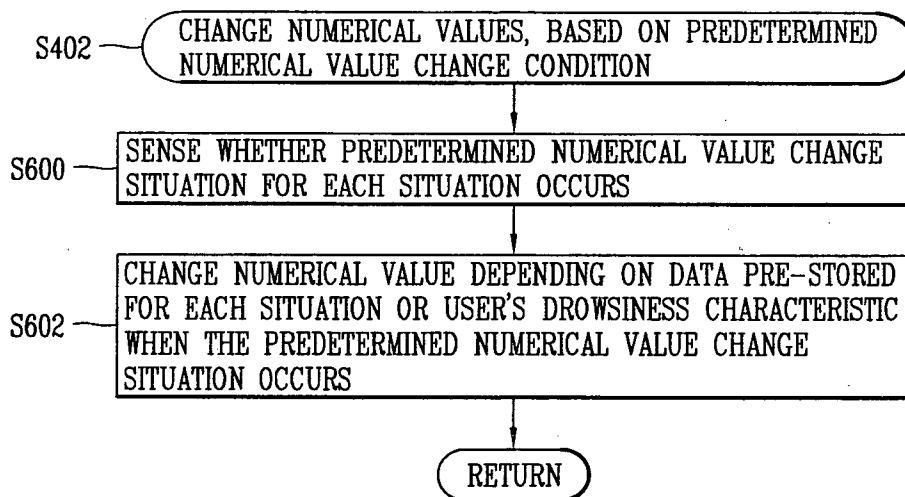 S402
CHANGE NUMERICAL VALUES, BASED ON PREDETERMINED
NUMERICAL VALUE CHANGE CONDITION
S600
SENSE WHETHER PREDETERMINED NUMERICAL VALUE CHANGE
SITUATION FOR EACH SITUATION OCCURS
S602
CHANGE NUMERICAL VALUE DEPENDING ON DATA PRE-STORED
FOR EACH SITUATION OR USER'S DROWSINESS CHARACTERISTIC
WHEN THE PREDETERMINED NUMERICAL VALUE CHANGE
SITUATION OCCURS
RETURN